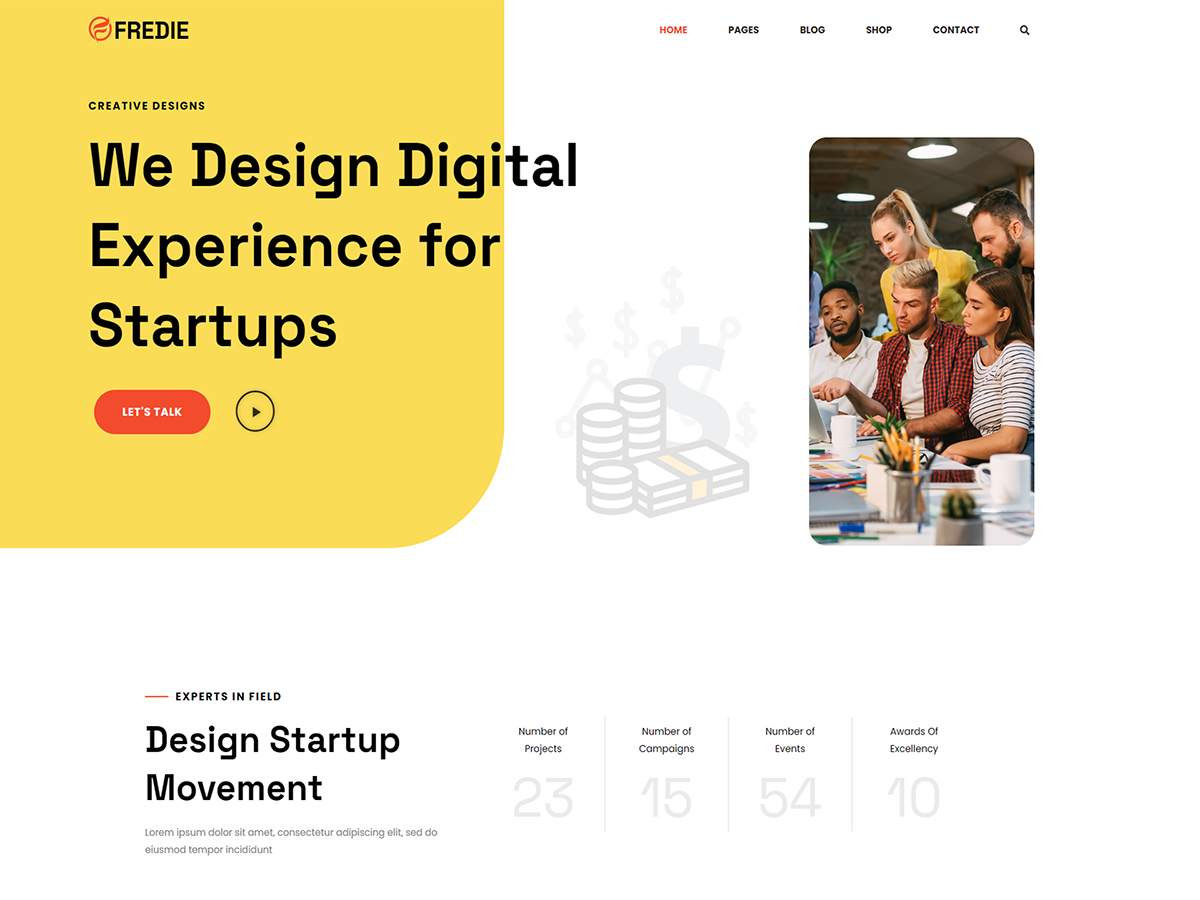 FREDIE
HOME PAGES BLOG SHOP CONTACT
CREATIVE DESIGNS
We Design Digital
Experience for
Startups
LET'S TALK
EXPERTS IN FIELD
Design Startup
Movement
Lorem ipsum dolor sit amet, consectetur adipiscing elit, sed do
eiusmod tempor incididunt
Number of
Projects
23
Number of
Campaigns
15
Number of
Events
54
Awards Of
Excellency
10